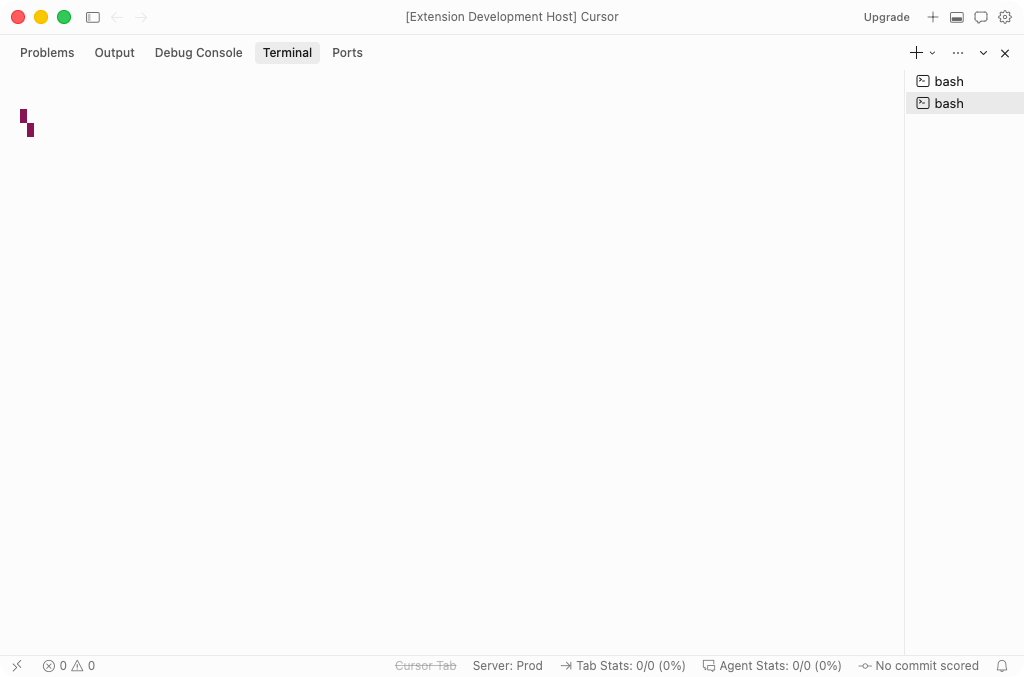 [Extension Development Host] Cursor
Upgrade
Problems
Output
Debug Console
Terminal
Ports
bash
bash
0
0
Cursor Tab
Server: Prod
Tab Stats: 0/0 (0%)
Agent Stats: 0/0 (0%)
No commit scored